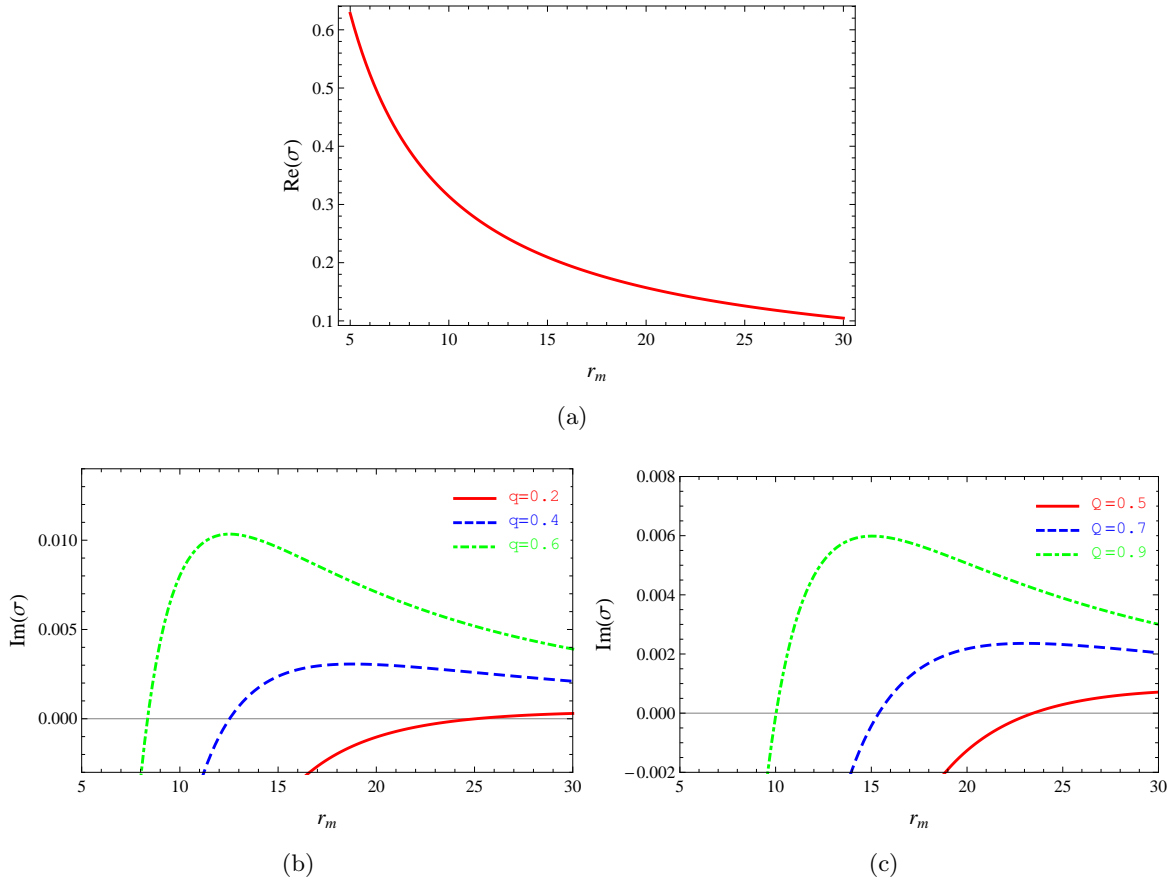 0.6
0.5
0.4
0.3
0.2
0.1
Re(σ)
5 10 15 20 25 30
r_m
(a)
0.010
0.005
0.000
Im(σ)
q=0.2
q=0.4
q=0.6
5 10 15 20 25 30
r_m
(b)
0.008
0.006
0.004
0.002
0.000
−0.002
Im(σ)
Q=0.5
Q=0.7
Q=0.9
5 10 15 20 25 30
r_m
(c)